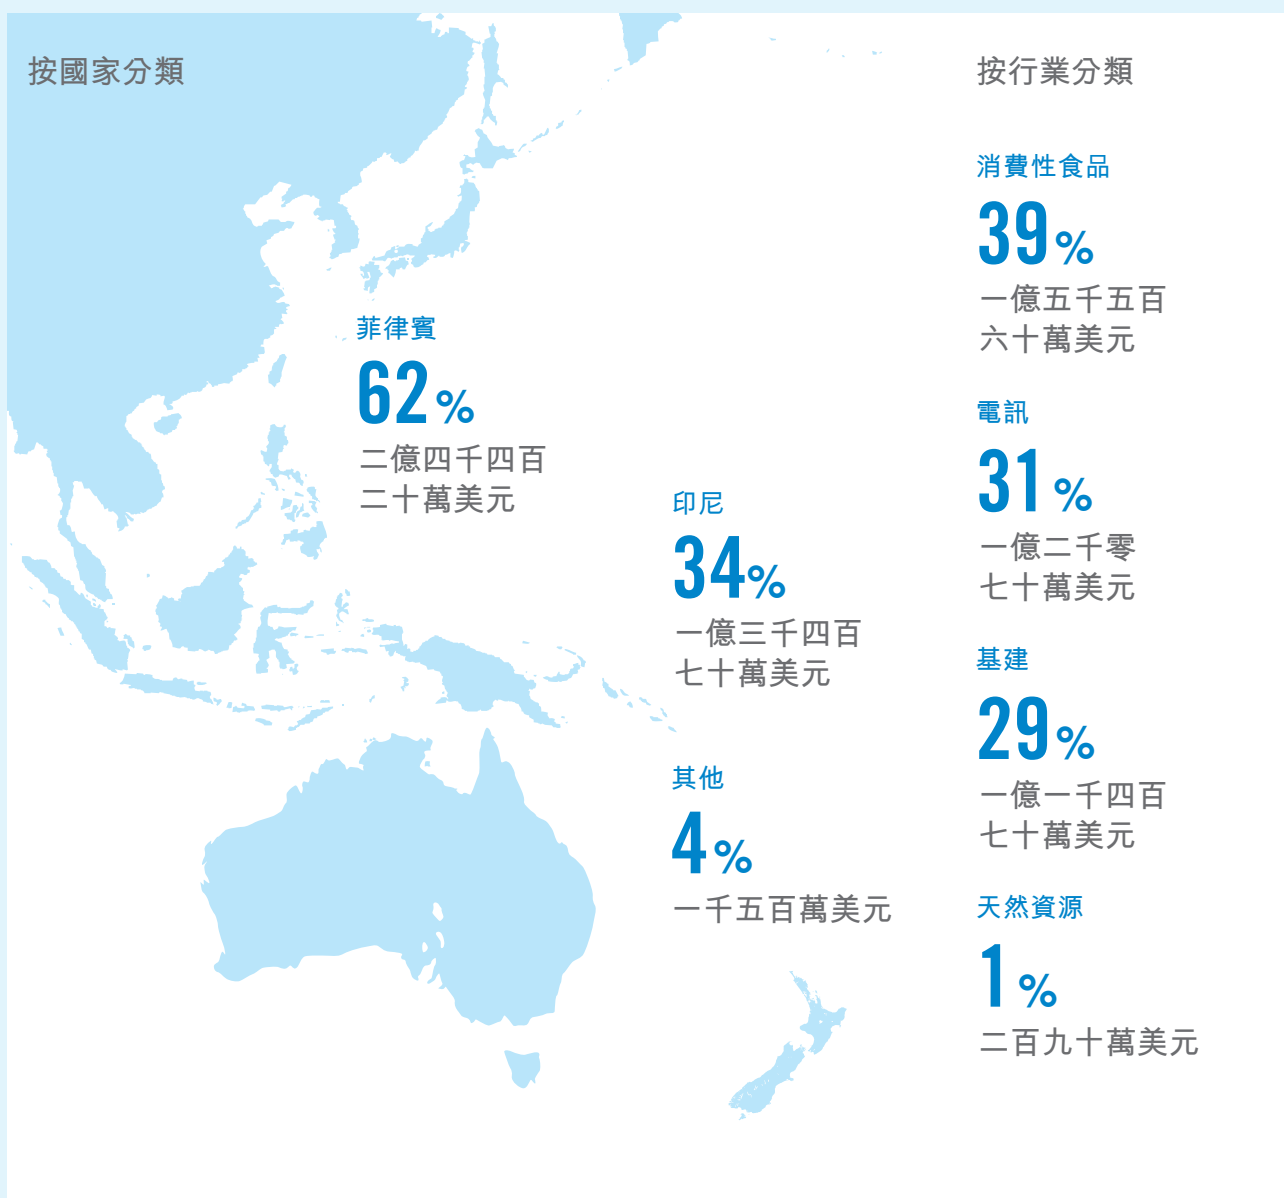 按國家分類
菲律賓
62%
二億四千四百
二十萬美元
印尼
34%
一億三千四百
七十萬美元
其他
4%
一千五百萬美元
按行業分類
消費性食品
39%
一億五千五百
六十萬美元
電訊
31%
一億二千零
七十萬美元
基建
29%
一億一千四百
七十萬美元
天然資源
1%
二百九十萬美元